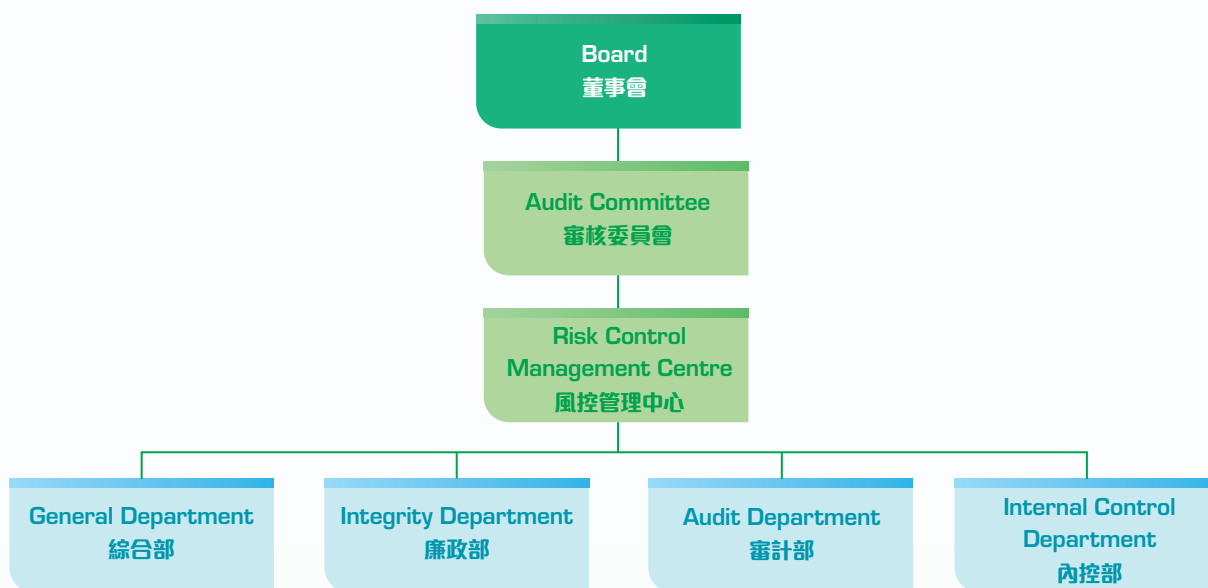 Board
董事會
Audit Committee
審核委員會
Risk Control
Management Centre
風控管理中心
General Department
綜合部
Integrity Department
廉政部
Audit Department
審計部
Internal Control
Department
內控部